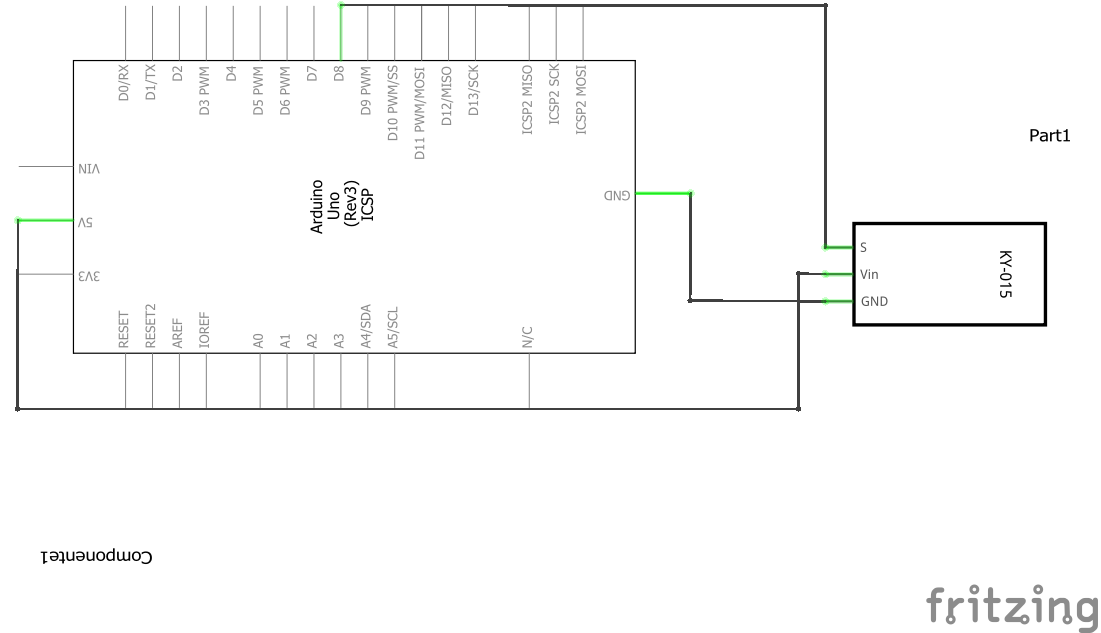 D0/RX
D1/TX
D2
D3 PWM
D4
D5 PWM
D6 PWM
D7
D8
D9 PWM
D10 PWM/SS
D11 PWM/MOSI
D12/MISO
D13/SCK
ICSP2 MISO
ICSP2 SCK
ICSP2 MOSI
Part1
VIN
5V
3V3
Arduino
Uno
(Rev3)
ICSP
GND
S
Vin
GND
KY-015
RESET
RESET2
AREF
IOREF
A0
A1
A2
A3
A4/SDA
A5/SCL
N/C
Componente1
fritzing